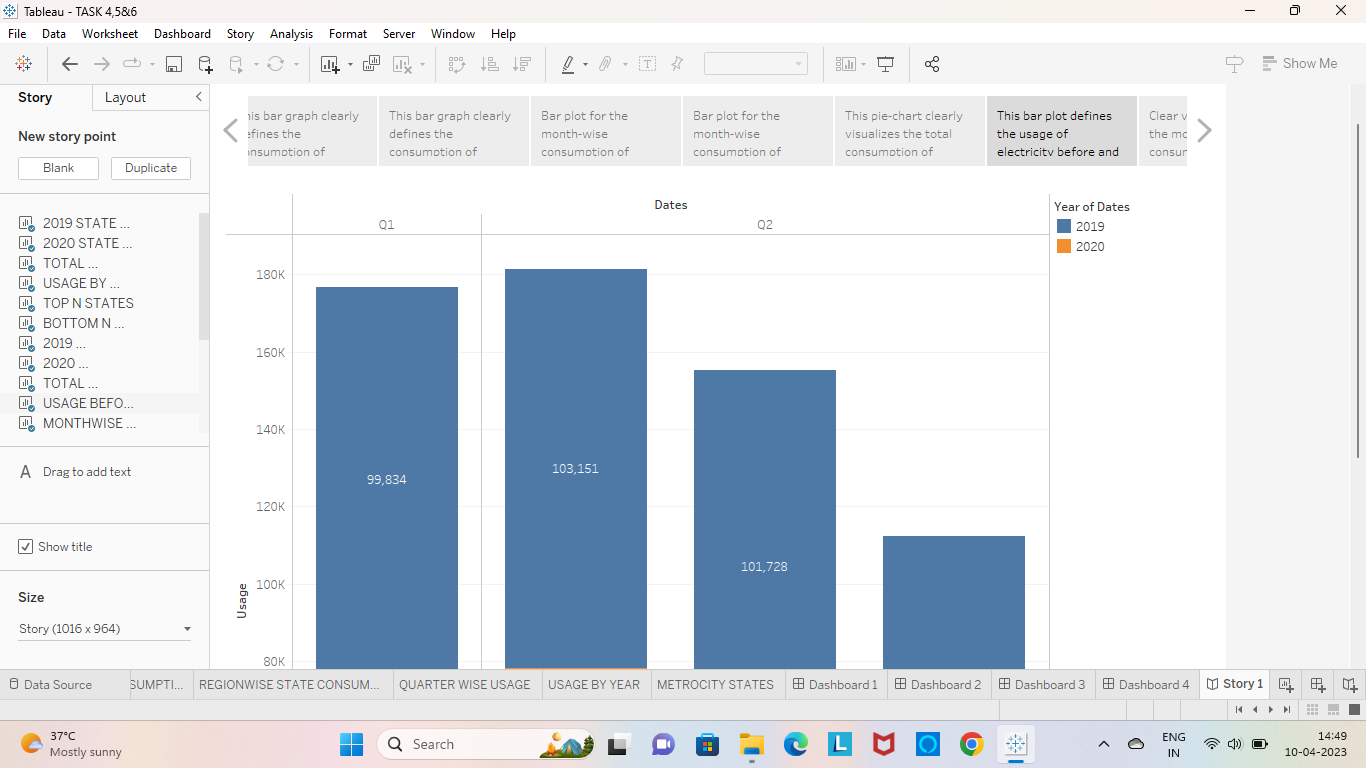 Tableau - TASK 4,5&6
File Data Worksheet Dashboard Story Analysis Format Server Window Help
Show Me
Story Layout
New story point
Blank Duplicate
2019 STATE ...
2020 STATE ...
TOTAL ...
USAGE BY ...
TOP N STATES
BOTTOM N ...
2019 ...
2020 ...
TOTAL ...
USAGE BEFO...
MONTHWISE ...
Drag to add text
Show title
Size
Story (1016 x 964)
his bar graph clearly
efines the
onsumption of
This bar graph clearly
defines the
consumption of
Bar plot for the
month-wise
consumption of
Bar plot for the
month-wise
consumption of
This pie-chart clearly
visualizes the total
consumption of
This bar plot defines
the usage of
electricity before and
Clear v
the mo
consur
Dates
Q1 Q2
180K
160K
140K
120K
100K
80K
Usage
99,834
103,151
101,728
Year of Dates
2019
2020
Data Source SUMPTI... REGIONWISE STATE CONSUM... QUARTER WISE USAGE USAGE BY YEAR METROCITY STATES Dashboard 1 Dashboard 2 Dashboard 3 Dashboard 4 Story 1
37°C
Mostly sunny
Search
ENG
IN
14:49
10-04-2023